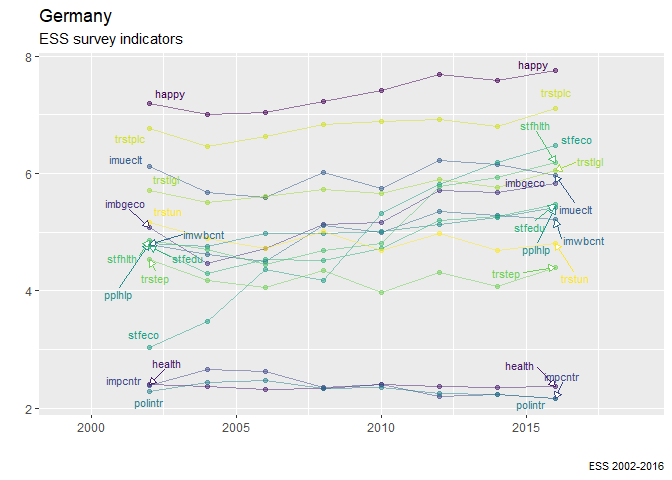 Germany
ESS survey indicators
8
happy
happy
trstplc
stfhlth
trstplc
stfeco
imueclt
trstlgl
6
trstlgl
imbgeco
imbgeco
trstun
imueclt
imwbcnt
stfedu
imwbcnt
stfhlth
stfedu
pplhlp
trstep
trstep
trstun
pplhlp
4
stfeco
health
health
impcntr
impcntr
polintr
polintr
2
2000
2005
2010
2015
ESS 2002-2016